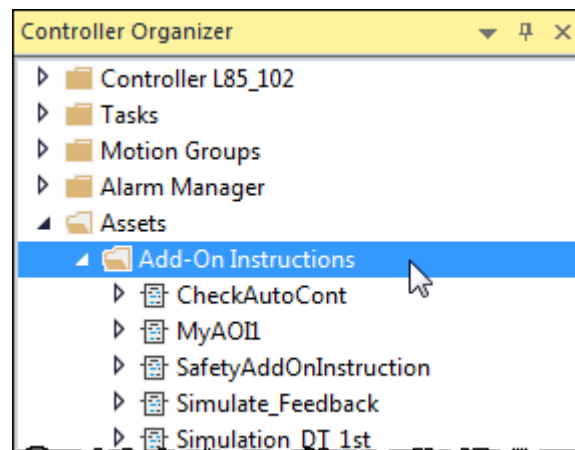 Controller Organizer
Controller L85_102
Tasks
Motion Groups
Alarm Manager
Assets
Add-On Instructions
CheckAutoCont
MyAOI1
SafetyAddOnInstruction
Simulate_Feedback
Simulation_DT_1st